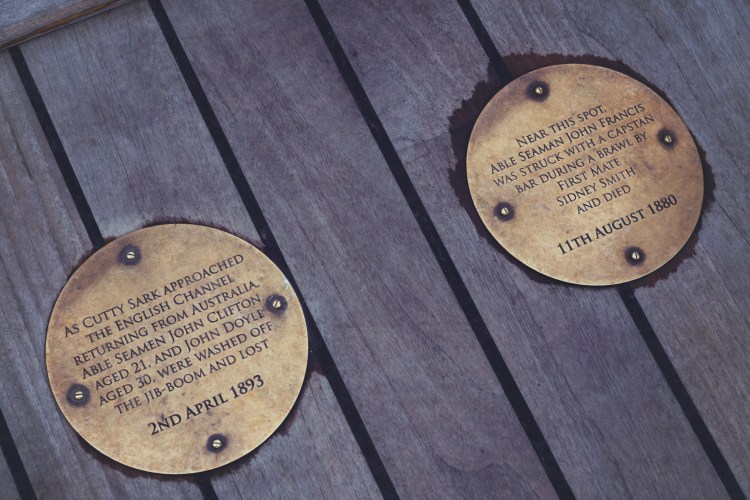 As Cutty Sark approached
the English Channel
returning from Australia,
Able Seamen John Clifton
aged 21, and John Doyle
aged 30, were washed off
the jib-boom and lost
2nd April 1893
Near this spot,
Able Seaman John Francis
was struck with a capstan
bar during a brawl by
First Mate
Sidney Smith
and died
11th August 1880